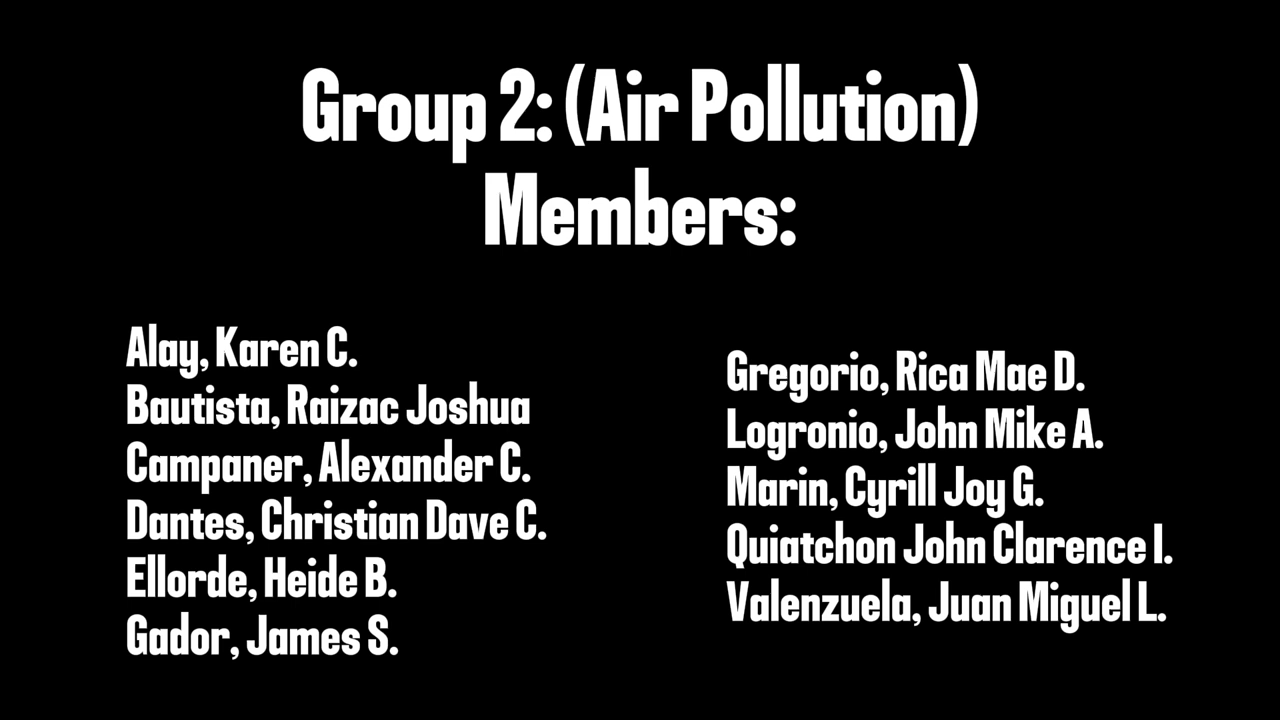 Group 2: (Air Pollution)
Members:
Alay, Karen C.
Bautista, Raizac Joshua
Campaner, Alexander C.
Dantes, Christian Dave C.
Ellorde, Heide B.
Gador, James S.
Gregorio, Rica Mae D.
Logronio, John Mike A.
Marin, Cyrill Joy G.
Quiatchon John Clarence I.
Valenzuela, Juan Miguel L.